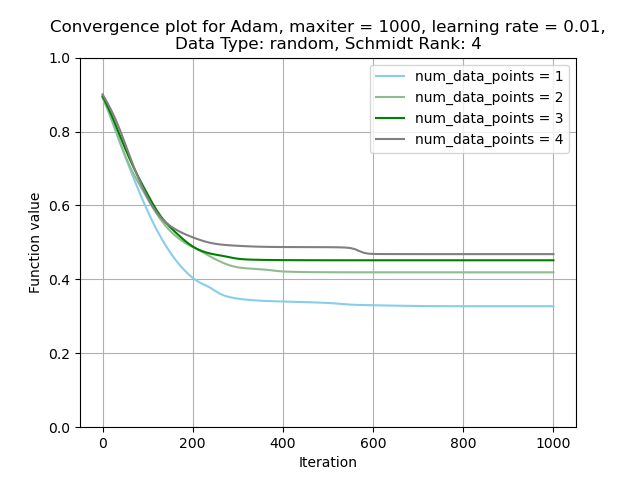 Convergence plot for Adam, maxiter = 1000, learning rate = 0.01,
Data Type: random, Schmidt Rank: 4
1.0
0.8
0.6
0.4
0.2
0.0
Function value
num_data_points = 1
num_data_points = 2
num_data_points = 3
num_data_points = 4
0 200 400 600 800 1000
Iteration